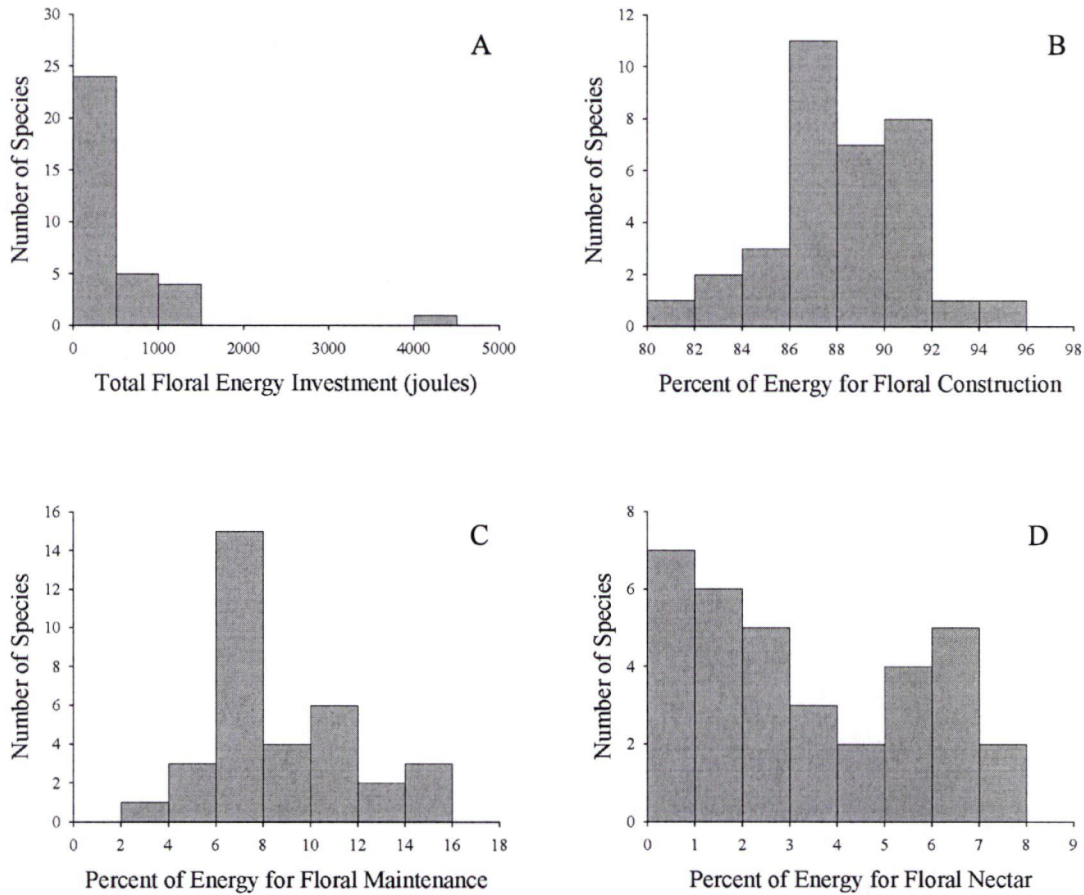 A
Number of Species
30
25
20
15
10
5
0
0 1000 2000 3000 4000 5000
Total Floral Energy Investment (joules)
B
Number of Species
12
10
8
6
4
2
0
80 82 84 86 88 90 92 94 96 98
Percent of Energy for Floral Construction
C
Number of Species
16
14
12
10
8
6
4
2
0
0 2 4 6 8 10 12 14 16 18
Percent of Energy for Floral Maintenance
D
Number of Species
8
6
4
2
0
0 1 2 3 4 5 6 7 8 9
Percent of Energy for Floral Nectar